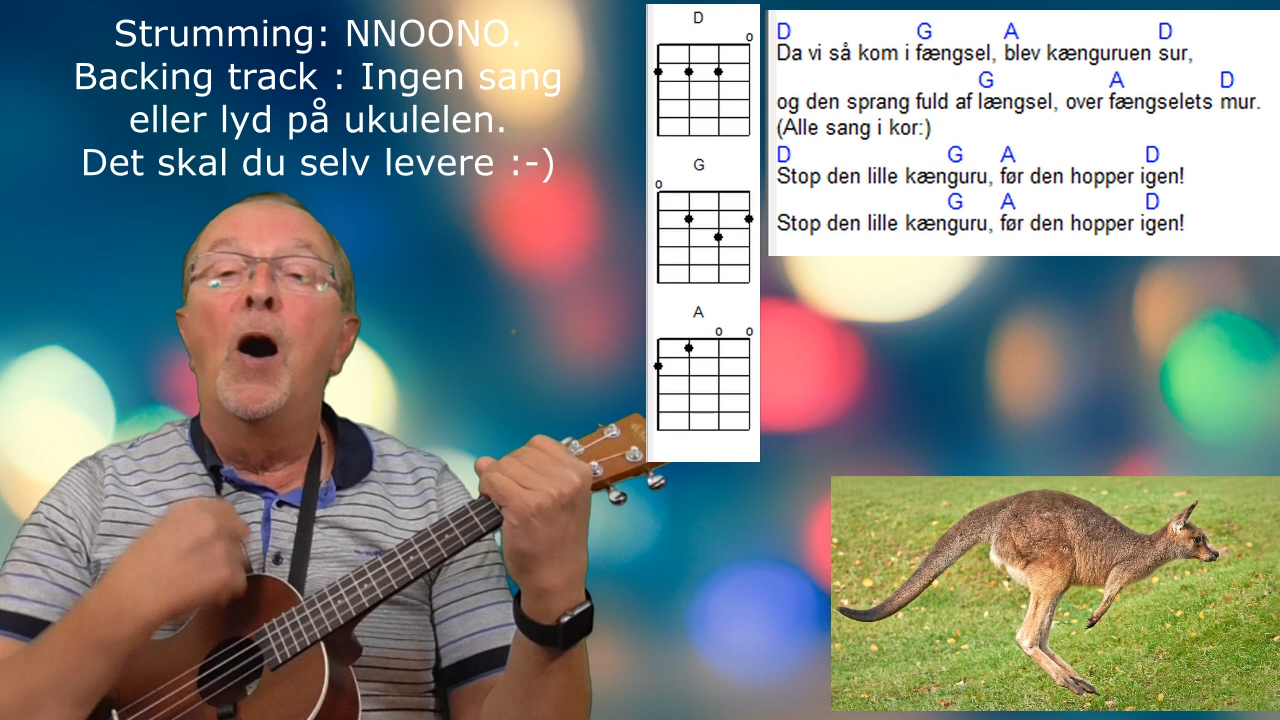 Strumming: NNOONO.
Backing track : Ingen sang
eller lyd på ukulelen.
Det skal du selv levere :-)
D
o
G
o
A
o o
D G A D
Da vi så kom i fængsel, blev kænguruen sur,
G A D
og den sprang fuld af længsel, over fængselets mur.
(Alle sang i kor:)
D G A D
Stop den lille kænguru, før den hopper igen!
G A D
Stop den lille kænguru, før den hopper igen!